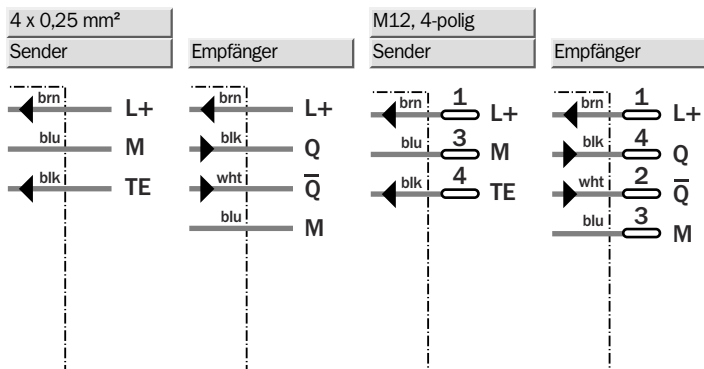 4 x 0,25 mm²
Sender
Empfänger
brn L+
blu M
blk TE
brn L+
blk Q
wht Q̅
blu M
M12, 4-polig
Sender
Empfänger
brn 1 L+
blu 3 M
blk 4 TE
brn 1 L+
blk 4 Q
wht 2 Q̅
blu 3 M